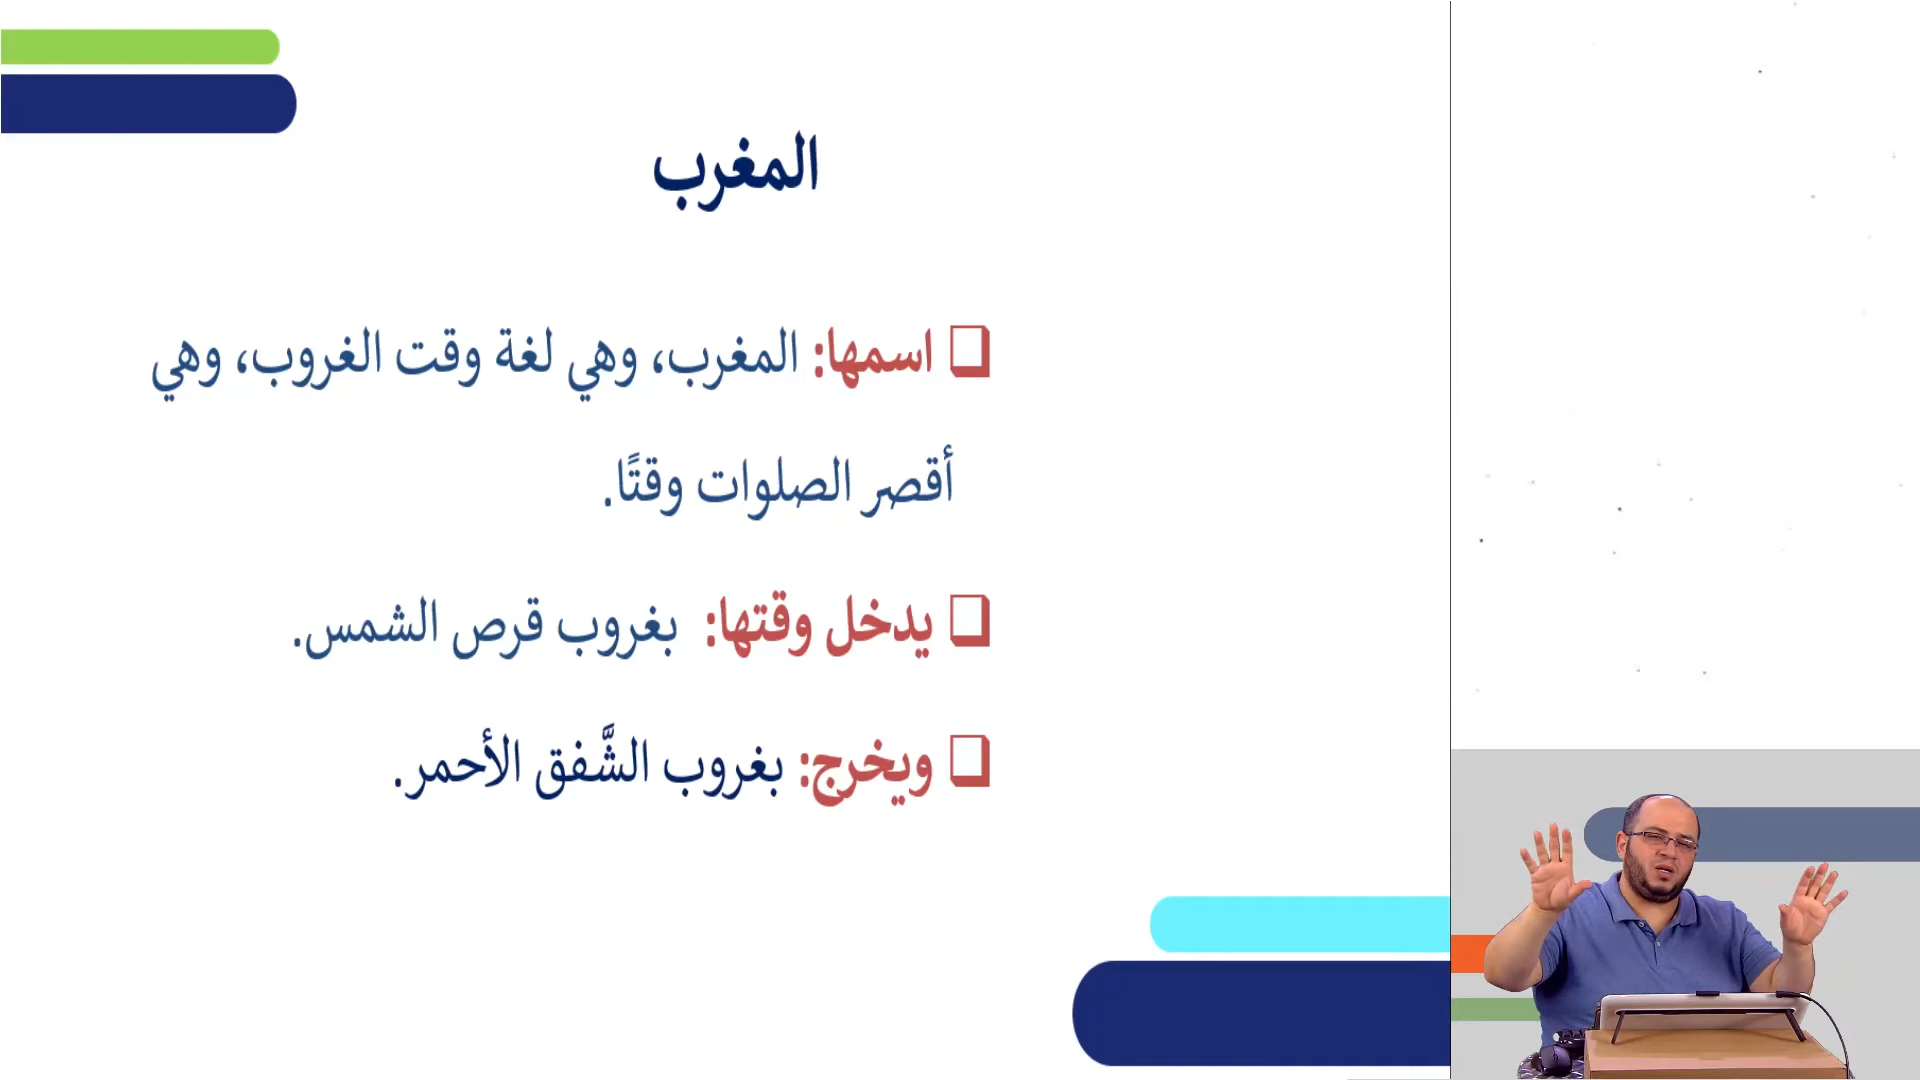 المغرب
اسمها: المغرب، وهي لغة وقت الغروب، وهي
أقصر الصلوات وقتًا.
يدخل وقتها: بغروب قرص الشمس.
ويخرج: بغروب الشَّفق الأحمر.